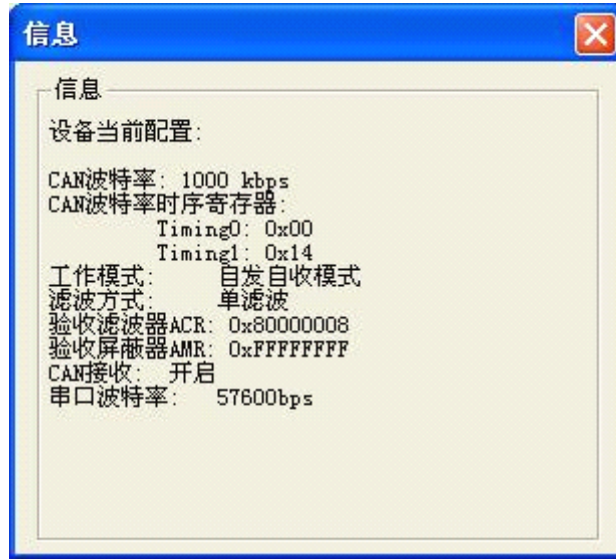 信息
信息
设备当前配置:
CAN波特率: 1000 kbps
CAN波特率时序寄存器:
Timing0: 0x00
Timing1: 0x14
工作模式: 自发自收模式
滤波方式: 单滤波
验收滤波器ACR: 0x80000008
验收屏蔽器AMR: 0xFFFFFFFF
CAN接收: 开启
串口波特率: 57600bps